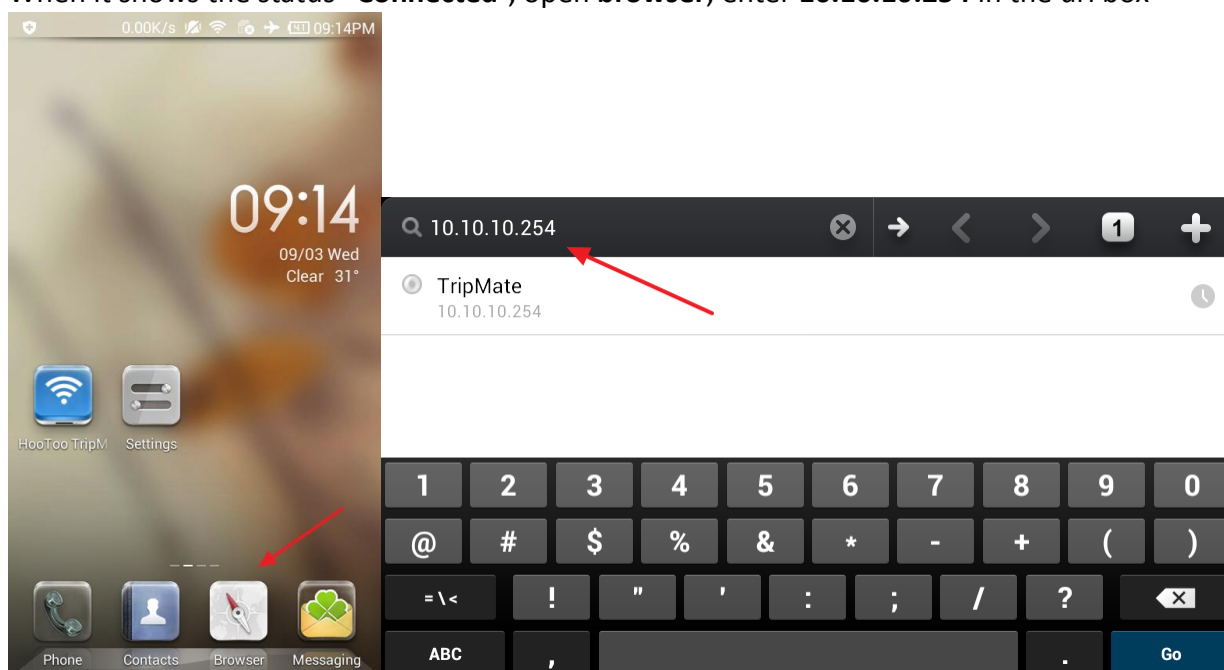 When it shows the status "Connected", open browser, enter 10.10.10.254 in the url box
0.00K/s 41 09:14PM
09:14
09/03 Wed
Clear 31°
HooToo TripM Settings
Phone Contacts Browser Messaging
10.10.10.254 1
TripMate
10.10.10.254
1 2 3 4 5 6 7 8 9 0
@ # $ % & * - + ( )
= \ < ! " ' : ; / ?
ABC , . Go